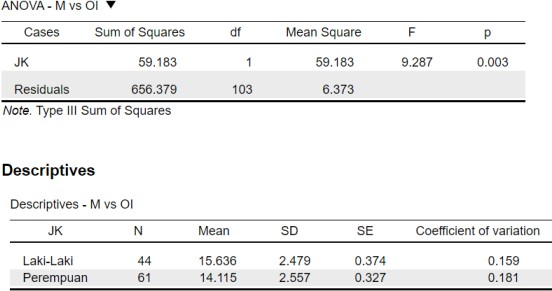 ANOVA - M vs OI ▼
Cases Sum of Squares df Mean Square F p
JK 59.183 1 59.183 9.287 0.003
Residuals 656.379 103 6.373
Note. Type III Sum of Squares
Descriptives
Descriptives - M vs OI
JK N Mean SD SE Coefficient of variation
Laki-Laki 44 15.636 2.479 0.374 0.159
Perempuan 61 14.115 2.557 0.327 0.181